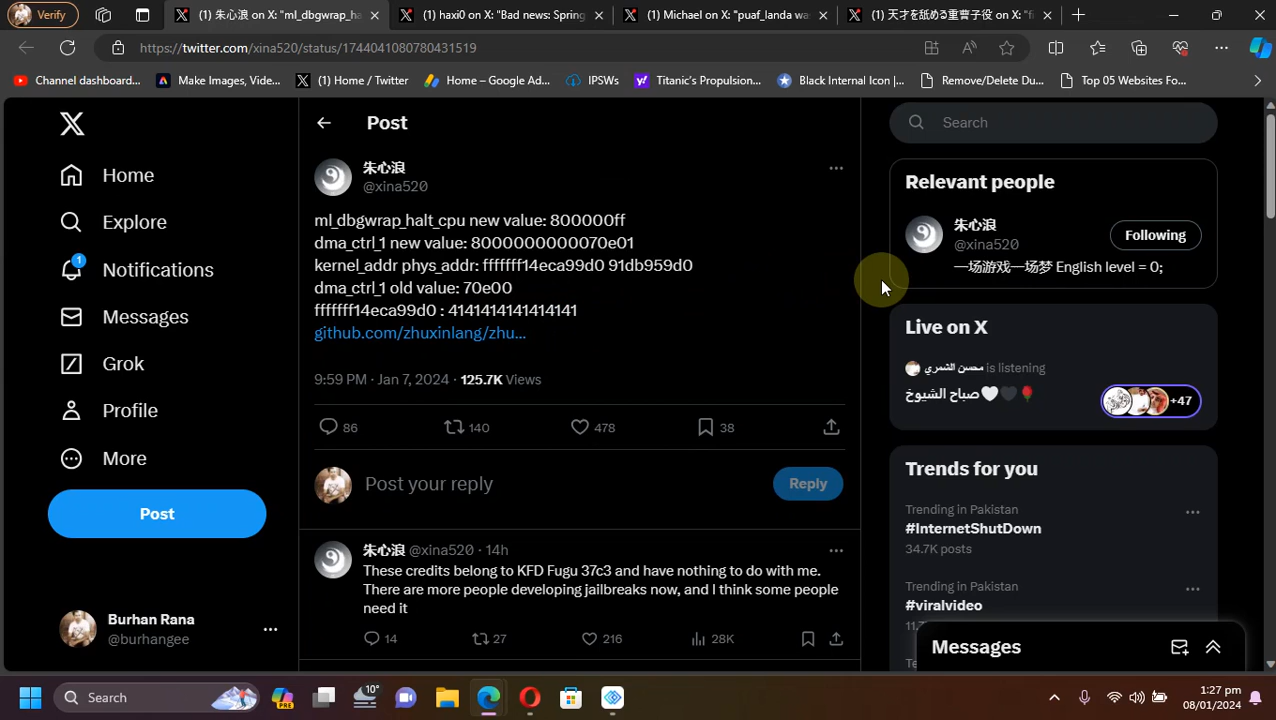 Verify
(1) 朱心浪 on X: "ml_dbgwrap_ha
(1) haxi0 on X: "Bad news: Spring
(1) Michael on X: "puaf_landa wa
(1) 天才を舐める重曹子役 on X: "fi
https://twitter.com/xina520/status/1744041080780431519
Channel dashboard...
Make Images, Vide...
(1) Home / Twitter
Home – Google Ad...
IPSWs
Titanic's Propulsion...
Black Internal Icon |...
Remove/Delete Du...
Top 05 Websites Fo...
Home
Explore
1
Notifications
Messages
Grok
Profile
More
Post
Burhan Rana
@burhangee
Post
朱心浪
@xina520
ml_dbgwrap_halt_cpu new value: 800000ff
dma_ctrl_1 new value: 8000000000070e01
kernel_addr phys_addr: fffffff14eca99d0 91db959d0
dma_ctrl_1 old value: 70e00
fffffff14eca99d0 : 4141414141414141
github.com/zhuxinlang/zhu...
9:59 PM · Jan 7, 2024 · 125.7K Views
86 140 478 38
Post your reply
Reply
朱心浪 @xina520 · 14h
These credits belong to KFD Fugu 37c3 and have nothing to do with me.
There are more people developing jailbreaks now, and I think some people
need it
14 27 216 28K
Search
Relevant people
朱心浪
@xina520
Following
一场游戏一场梦 English level = 0;
Live on X
محسن الشمري is listening
صباح الشيوخ🤍🖤🌹
+47
Trends for you
Trending in Pakistan
#InternetShutDown
34.7K posts
Trending in Pakistan
#viralvideo
Messages
Search
PRE
10°
1:27 pm
08/01/2024